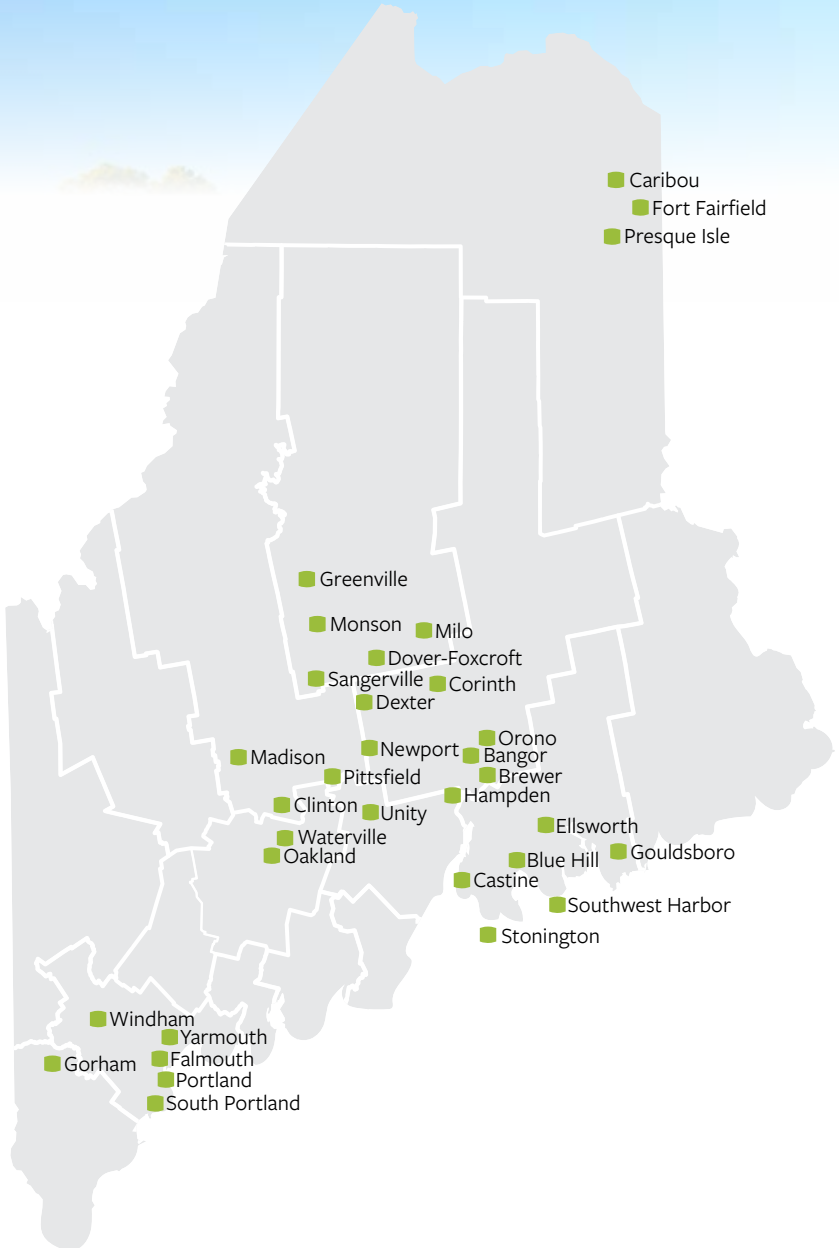 Caribou
Fort Fairfield
Presque Isle
Greenville
Monson
Milo
Dover-Foxcroft
Sangerville
Corinth
Dexter
Orono
Newport
Bangor
Madison
Pittsfield
Brewer
Hampden
Clinton
Unity
Ellsworth
Waterville
Oakland
Gouldsboro
Blue Hill
Castine
Southwest Harbor
Stonington
Windham
Yarmouth
Falmouth
Gorham
Portland
South Portland